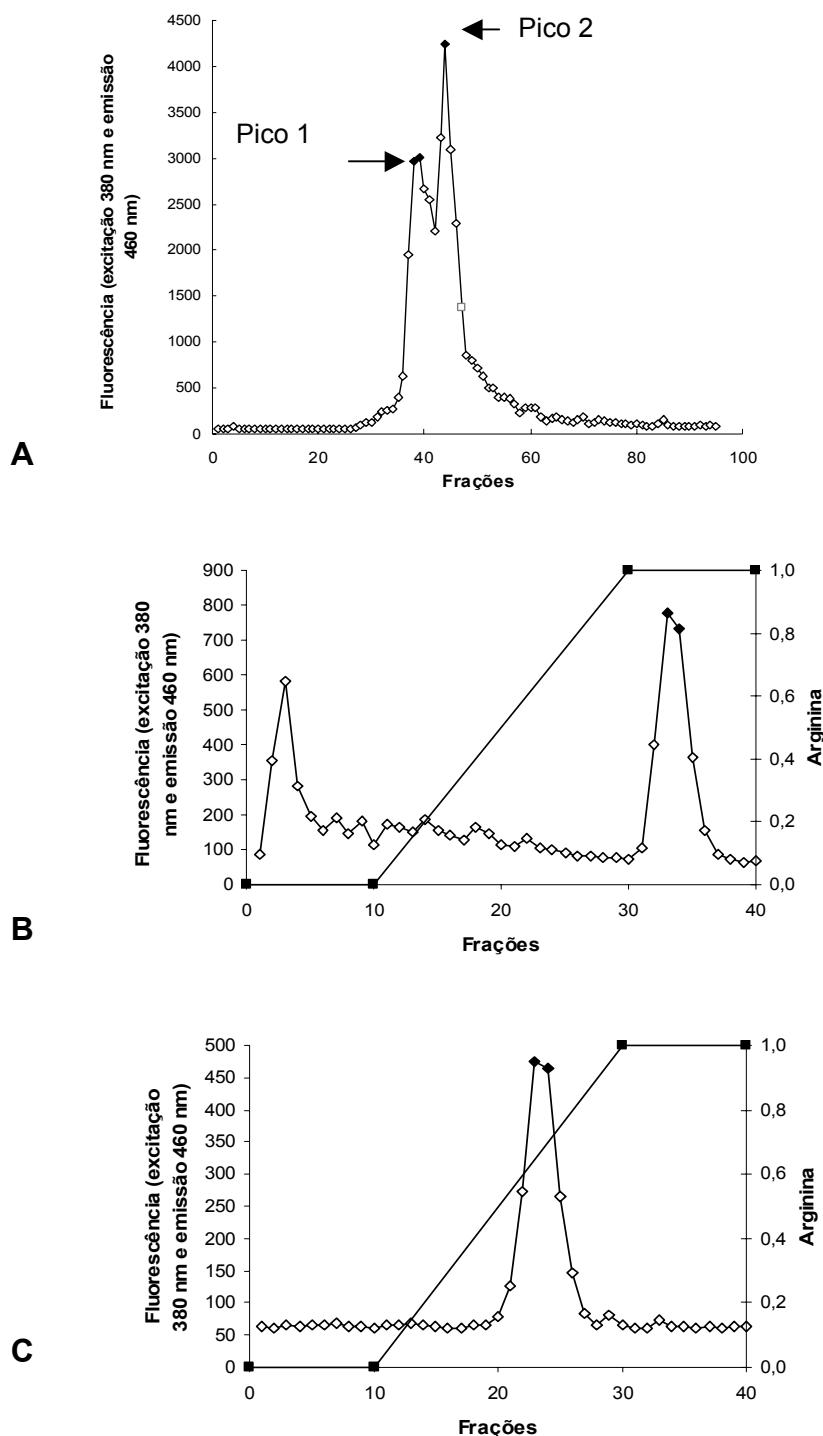 Pico 2
Pico 1
Fluorescência (excitação 380 nm e emissão
460 nm)
4500
4000
3500
3000
2500
2000
1500
1000
500
0
0 20 40 60 80 100
Frações
A
Fluorescência (excitação 380
nm e emissão 460 nm)
900
800
700
600
500
400
300
200
100
0
1,0
0,8
0,6
0,4
0,2
0,0
Arginina
0 10 20 30 40
Frações
B
Fluorescência (excitação
380 nm e emissão 460 nm)
500
450
400
350
300
250
200
150
100
50
0
1,0
0,8
0,6
0,4
0,2
0,0
Arginina
0 10 20 30 40
Frações
C